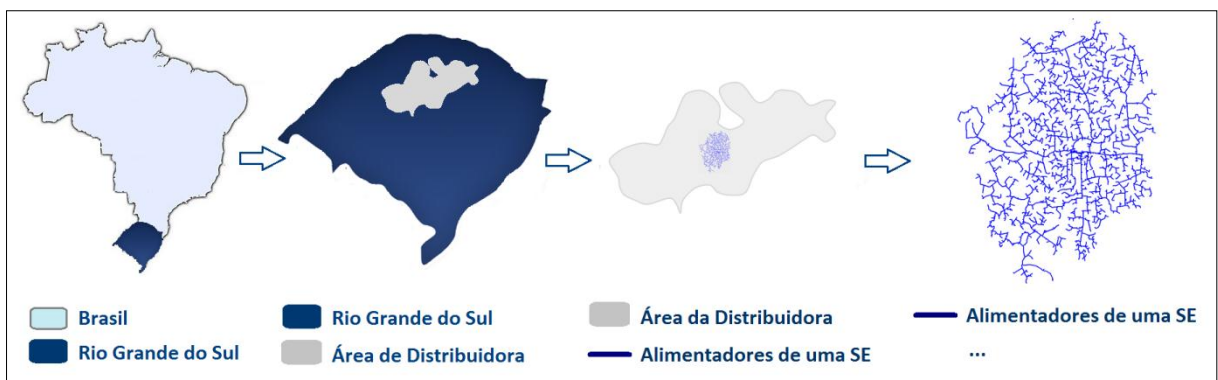 Brasil
Rio Grande do Sul
Rio Grande do Sul
Área de Distribuidora
Área da Distribuidora
Alimentadores de uma SE
Alimentadores de uma SE
...